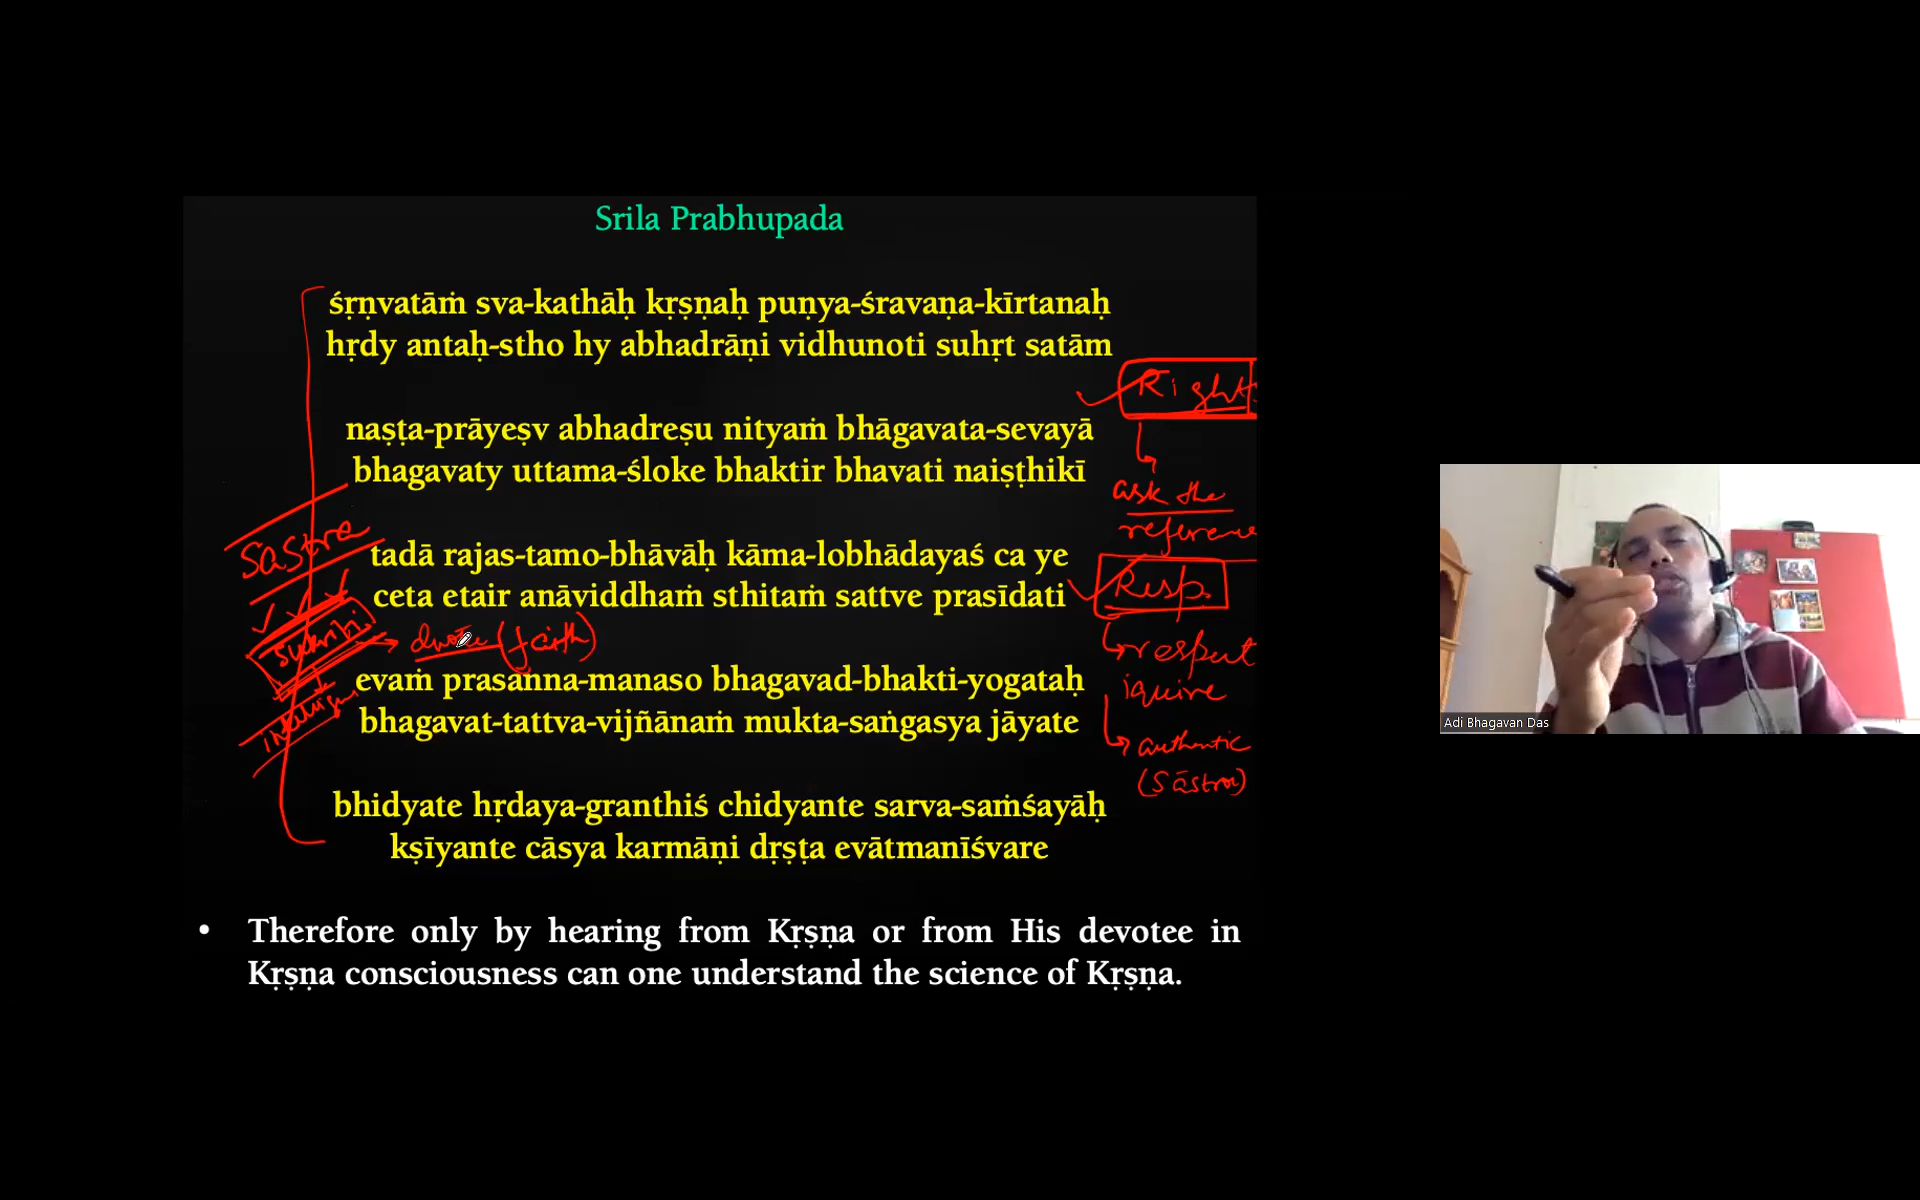 Srila Prabhupada
śṛṇvatāṁ sva-kathāḥ kṛṣṇaḥ puṇya-śravaṇa-kīrtanaḥ
hṛdy antaḥ-stho hy abhadrāṇi vidhunoti suhṛt satām
naṣṭa-prāyeṣv abhadreṣu nityaṁ bhāgavata-sevayā
bhagavaty uttama-śloke bhaktir bhavati naiṣṭhikī
tadā rajas-tamo-bhāvāḥ kāma-lobhādayaś ca ye
ceta etair anāviddhaṁ sthitaṁ sattve prasīdati
evaṁ prasanna-manaso bhagavad-bhakti-yogataḥ
bhagavat-tattva-vijñānaṁ mukta-saṅgasya jāyate
bhidyate hṛdaya-granthiś chidyante sarva-saṁśayāḥ
kṣīyante cāsya karmāṇi dṛṣṭa evātmanīśvare
• Therefore only by hearing from Kṛṣṇa or from His devotee in
Kṛṣṇa consciousness can one understand the science of Kṛṣṇa.
Sastra
Sukriti
(faith)
Right
ask the
Resp.
respect
iquire
authentic
(Sāstra)
Adi Bhagavan Das